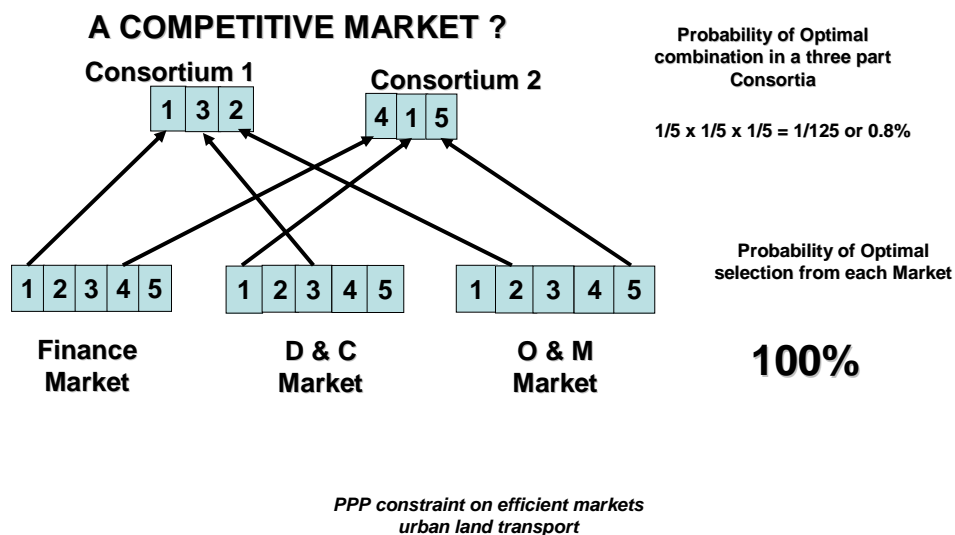 A COMPETITIVE MARKET ?
Probability of Optimal
combination in a three part
Consortia
1/5 x 1/5 x 1/5 = 1/125 or 0.8%
Consortium 1
Consortium 2
1 3 2
4 1 5
Probability of Optimal
selection from each Market
100%
1 2 3 4 5
1 2 3 4 5
1 2 3 4 5
Finance
Market
D & C
Market
O & M
Market
PPP constraint on efficient markets
urban land transport